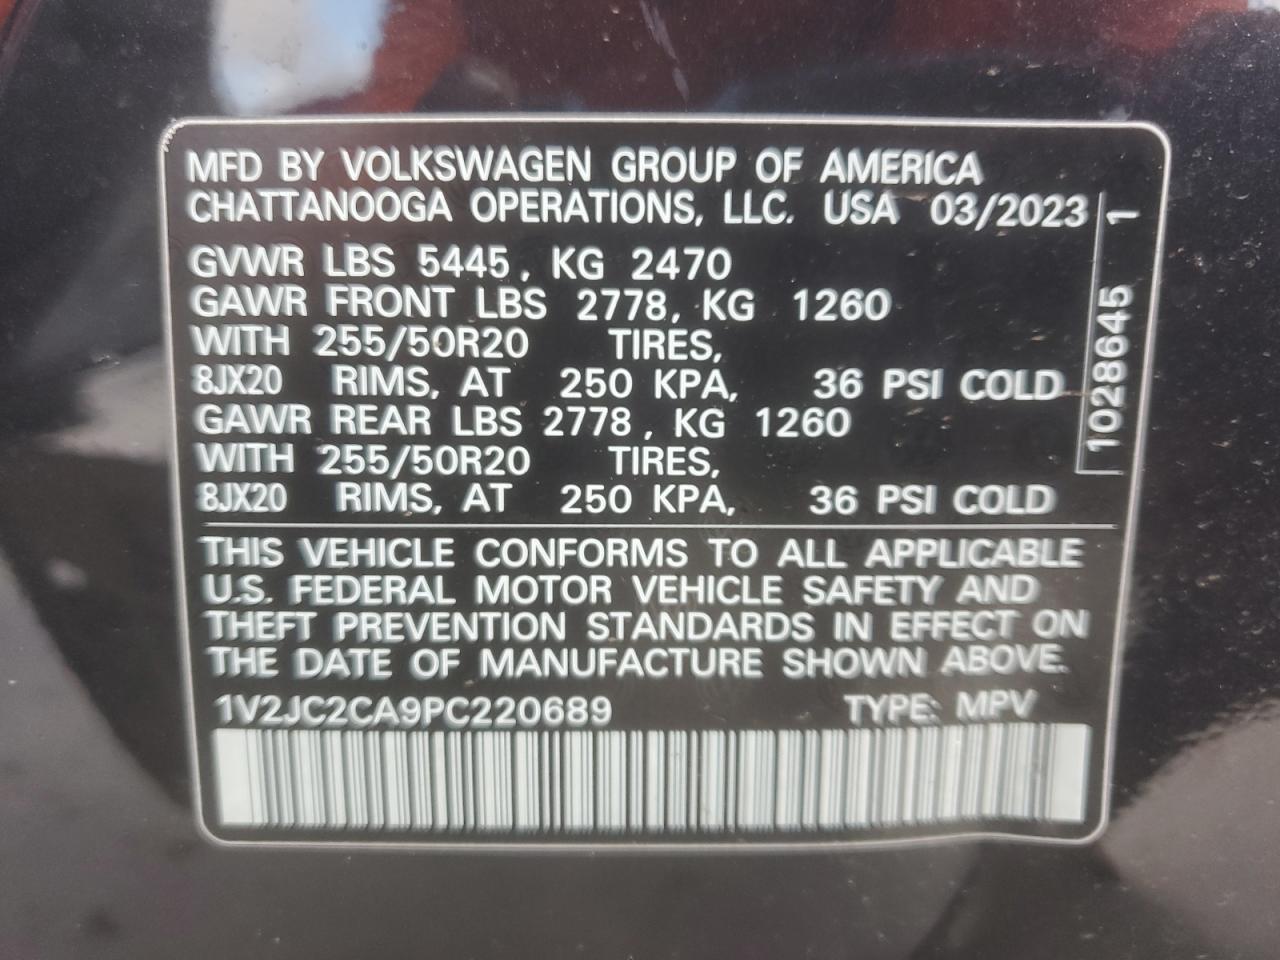 MFD BY VOLKSWAGEN GROUP OF AMERICA
CHATTANOOGA OPERATIONS, LLC. USA 03/2023
GVWR LBS 5445, KG 2470
GAWR FRONT LBS 2778, KG 1260
WITH 255/50R20 TIRES,
8JX20 RIMS, AT 250 KPA, 36 PSI COLD
GAWR REAR LBS 2778, KG 1260
WITH 255/50R20 TIRES,
8JX20 RIMS, AT 250 KPA, 36 PSI COLD
1028645 1
THIS VEHICLE CONFORMS TO ALL APPLICABLE
U.S. FEDERAL MOTOR VEHICLE SAFETY AND
THEFT PREVENTION STANDARDS IN EFFECT ON
THE DATE OF MANUFACTURE SHOWN ABOVE.
1V2JC2CA9PC220689 TYPE: MPV